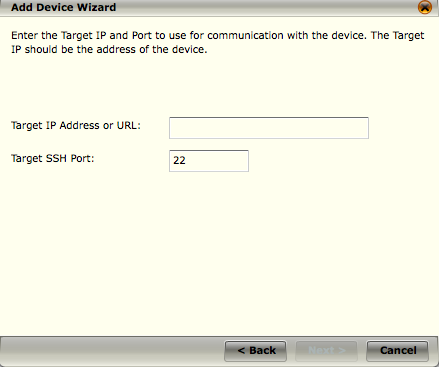 Add Device Wizard
Enter the Target IP and Port to use for communication with the device. The Target
IP should be the address of the device.
Target IP Address or URL:
Target SSH Port:
22
< Back
Next >
Cancel